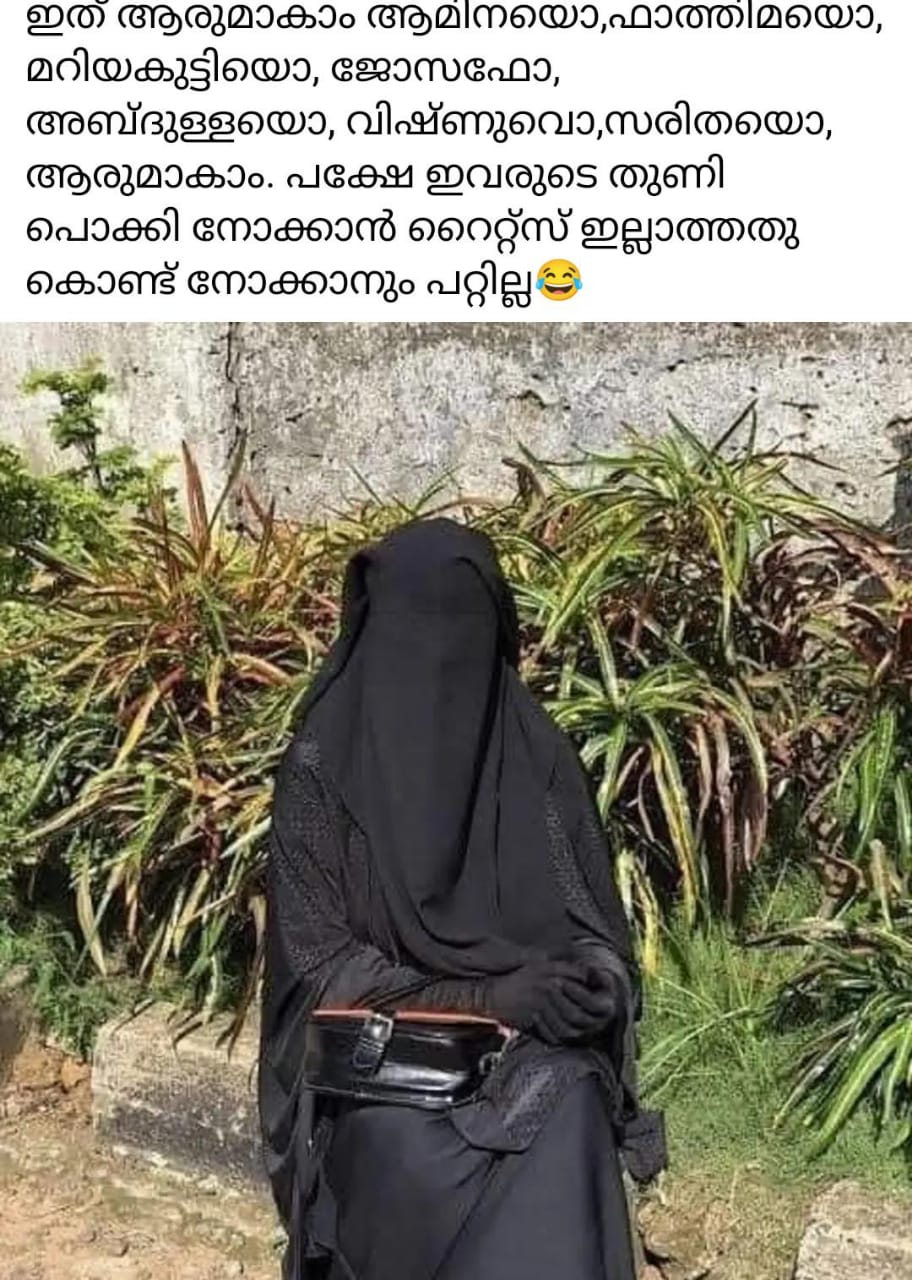 ഇത് ആരുമാകാം ആമിനയൊ,ഫാത്തിമയൊ,
മറിയകുട്ടിയൊ, ജോസഫോ,
അബ്ദുള്ളയൊ, വിഷ്ണുവൊ,സരിതയൊ,
ആരുമാകാം. പക്ഷേ ഇവരുടെ തുണി
പൊക്കി നോക്കാൻ റൈറ്റ്സ് ഇല്ലാത്തതു
കൊണ്ട് നോക്കാനും പറ്റില്ല😂